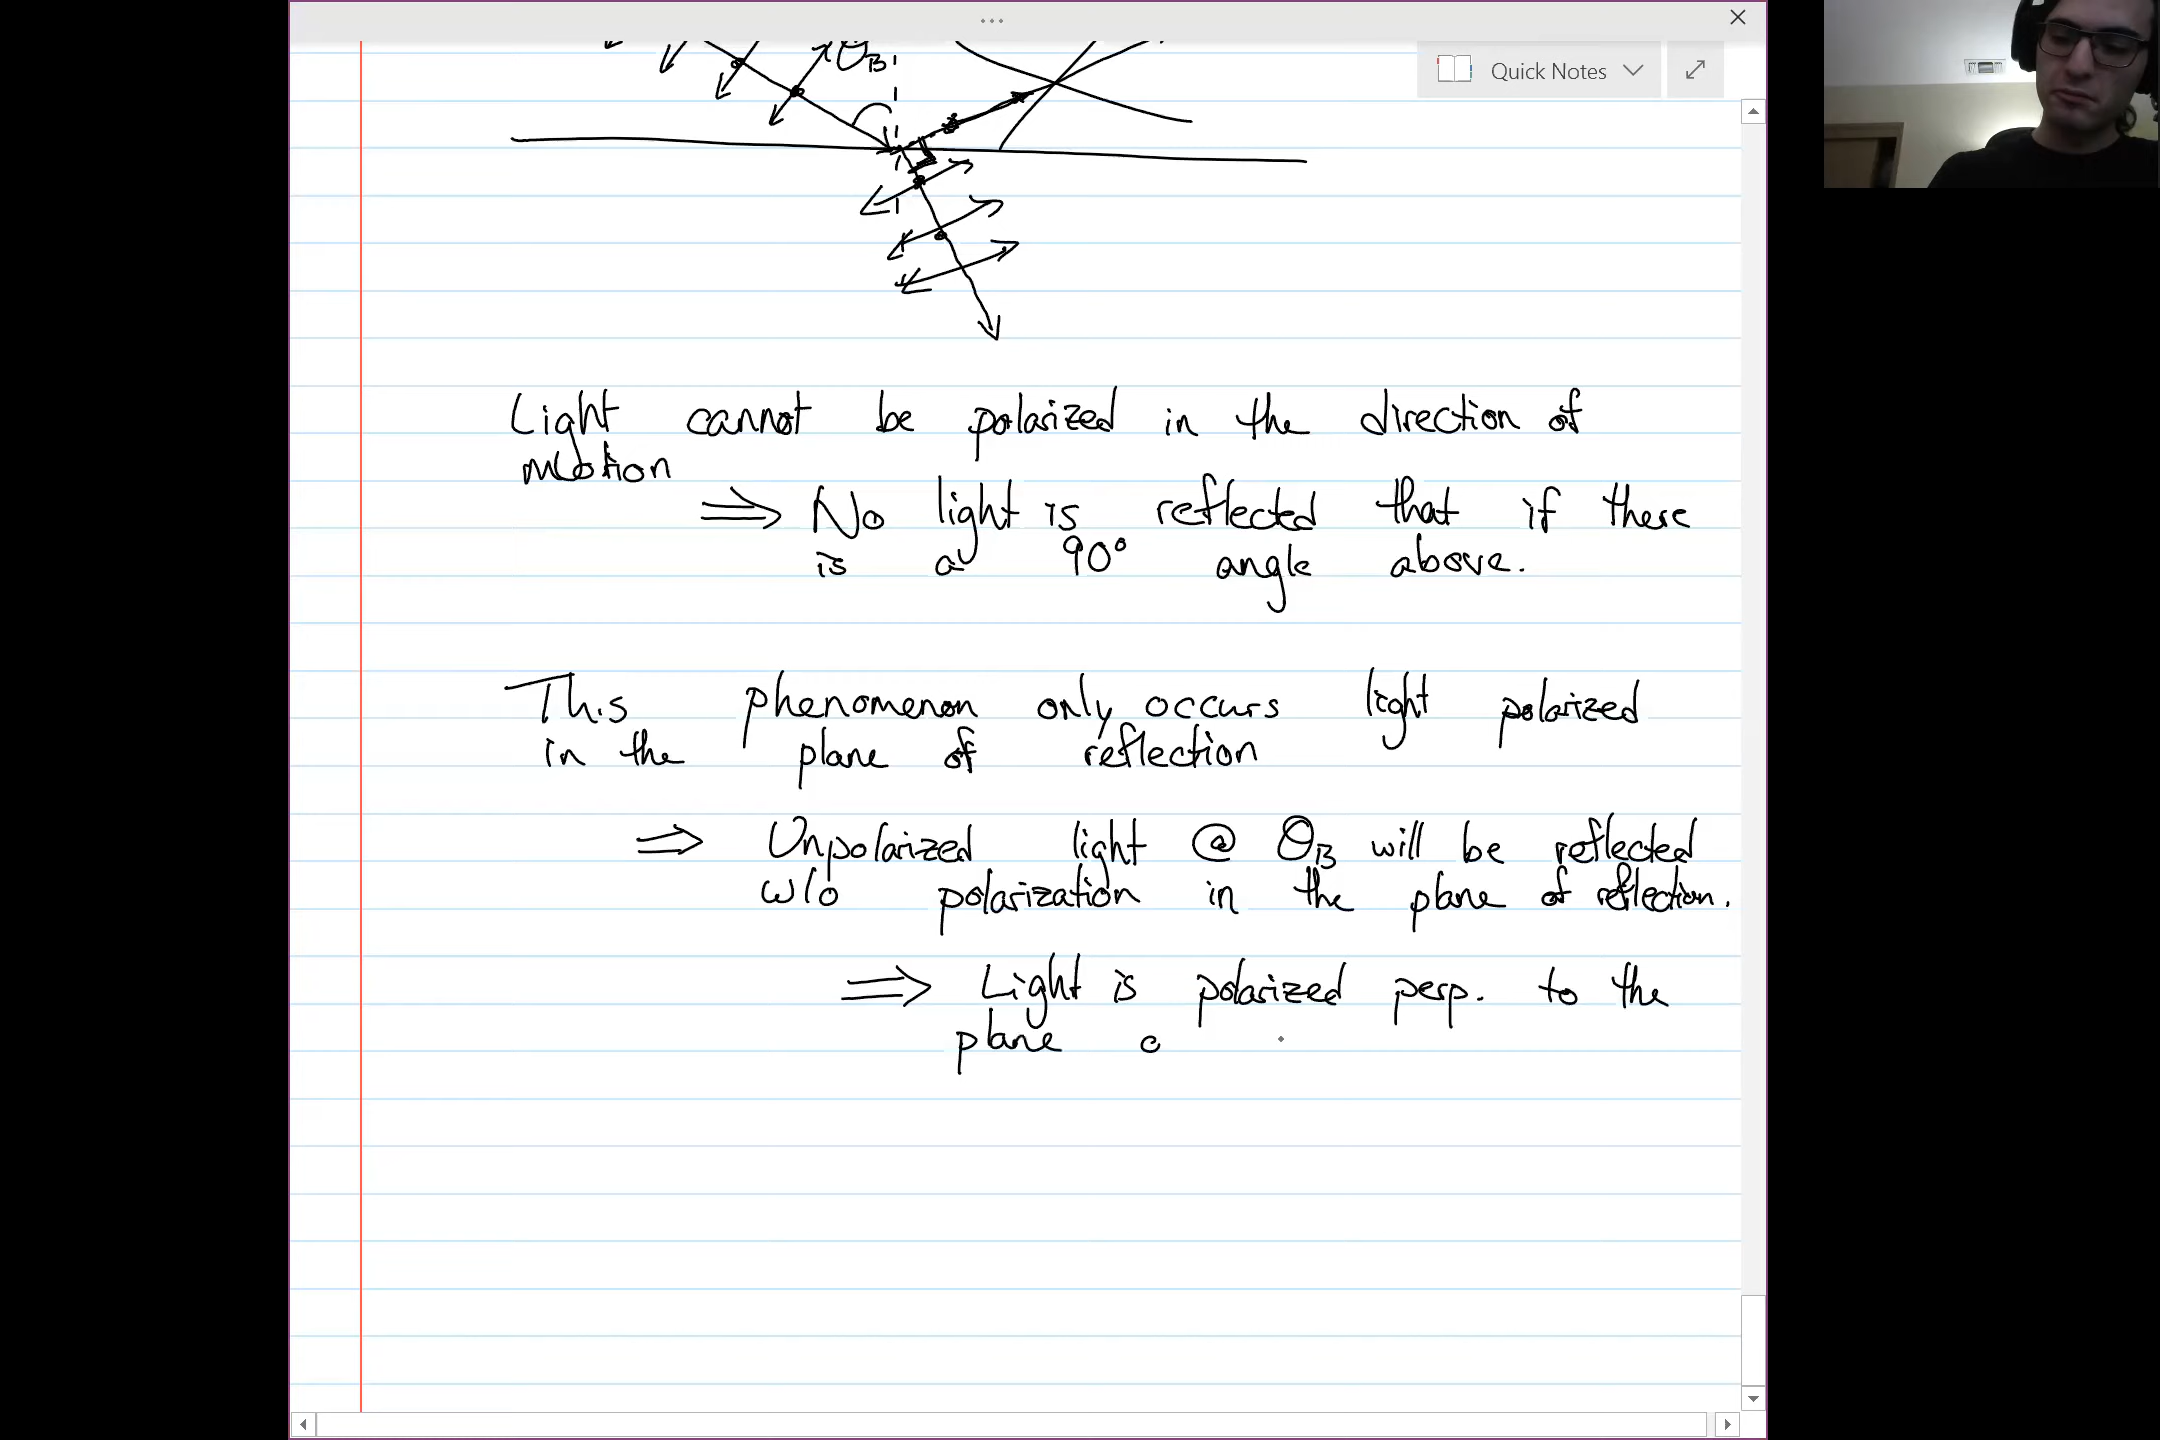 Quick Notes
θB
Light cannot be polarized in the direction of
motion
⇒ No light is reflected that if there
is a 90° angle above.
This phenomenon only occurs light polarized
in the plane of reflection
⇒ Unpolarized light @ θB will be reflected
w/o polarization in the plane of reflection.
⇒ Light is polarized perp. to the
plane o